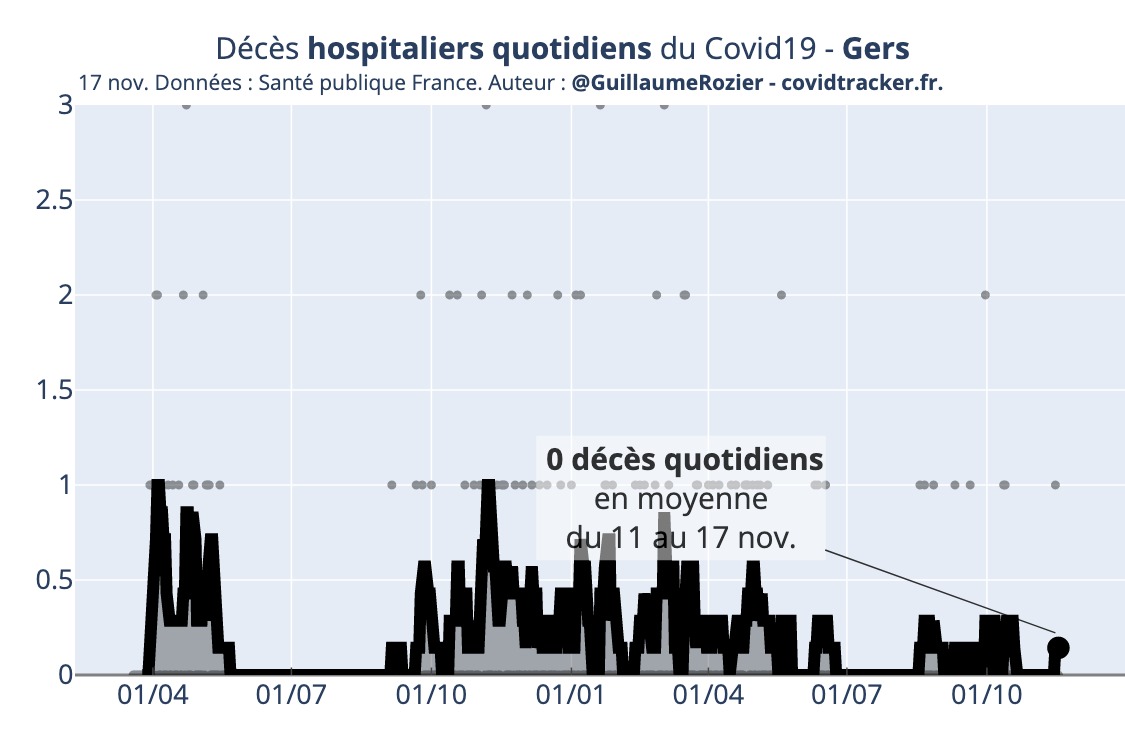 Décès hospitaliers quotidiens du Covid19 - Gers
17 nov. Données : Santé publique France. Auteur : @GuillaumeRozier - covidtracker.fr.
3
2.5
2
1.5
1
0.5
0
0 décès quotidiens
en moyenne
du 11 au 17 nov.
01/04 01/07 01/10 01/01 01/04 01/07 01/10